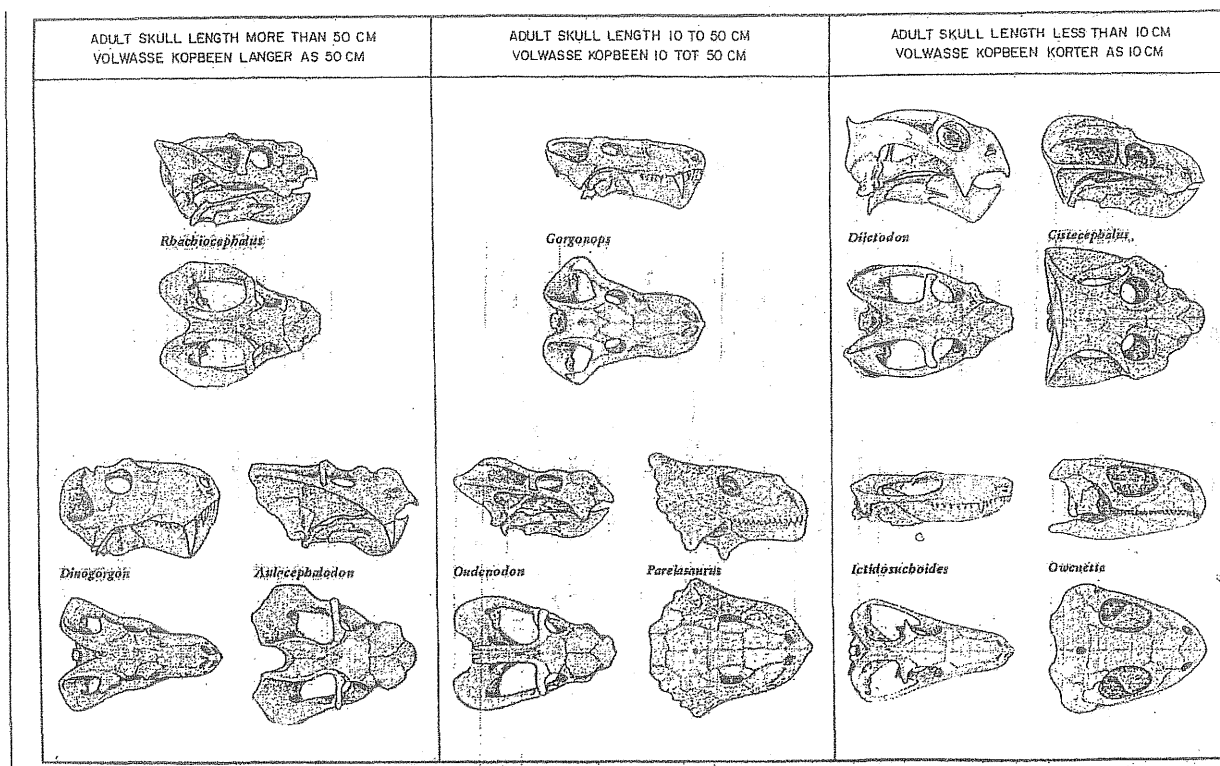 ADULT SKULL LENGTH MORE THAN 50 CM
VOLWASSE KOPBEEN LANGER AS 50 CM
ADULT SKULL LENGTH 10 TO 50 CM
VOLWASSE KOPBEEN 10 TOT 50 CM
ADULT SKULL LENGTH LESS THAN 10 CM
VOLWASSE KOPBEEN KORTER AS 10 CM
Rhachiocephalus
Gorgonops
Diictodon
Cistecephalus
Dinogorgon
Aulacephalodon
Oudenodon
Pareiasaurus
Ictidosuchoides
Owenetta